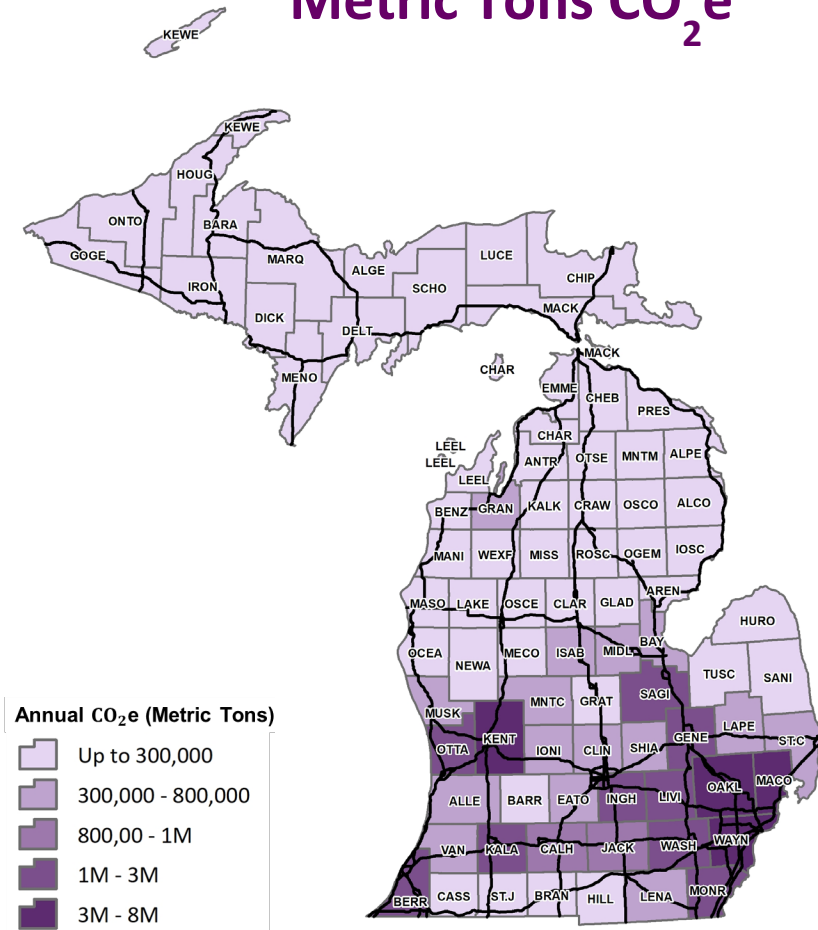 Metric Tons CO2e
KEWE
KEWE
HOUG
ONTO
BARA
GOGE
MARQ
LUCE
ALGE
CHIP
IRON
SCHO
MACK
DICK
DELT
MACK
CHAR
MENO
EMME
CHEB
PRES
CHAR
LEEL
ANTR
OTSE
MNTM
ALPE
LEEL
LEEL
BENZ
GRAN
KALK
CRAW
OSCO
ALCO
MANI
WEXF
MISS
ROSC
OGEM
IOSC
AREN
MASO
LAKE
OSCE
CLAR
GLAD
HURO
BAY
OCEA
NEWA
MECO
ISAB
MIDL
TUSC
SANI
SAGI
MUSK
MNTC
GRAT
LAPE
OTTA
KENT
IONI
CLIN
SHIA
GENE
ST.C
ALLE
BARR
EATO
INGH
LIVI
OAKL
MACO
VAN
KALA
CALH
JACK
WASH
WAYN
BERR
CASS
ST.J
BRAN
HILL
LENA
MONR
Annual CO2e (Metric Tons)
Up to 300,000
300,000 - 800,000
800,00 - 1M
1M - 3M
3M - 8M